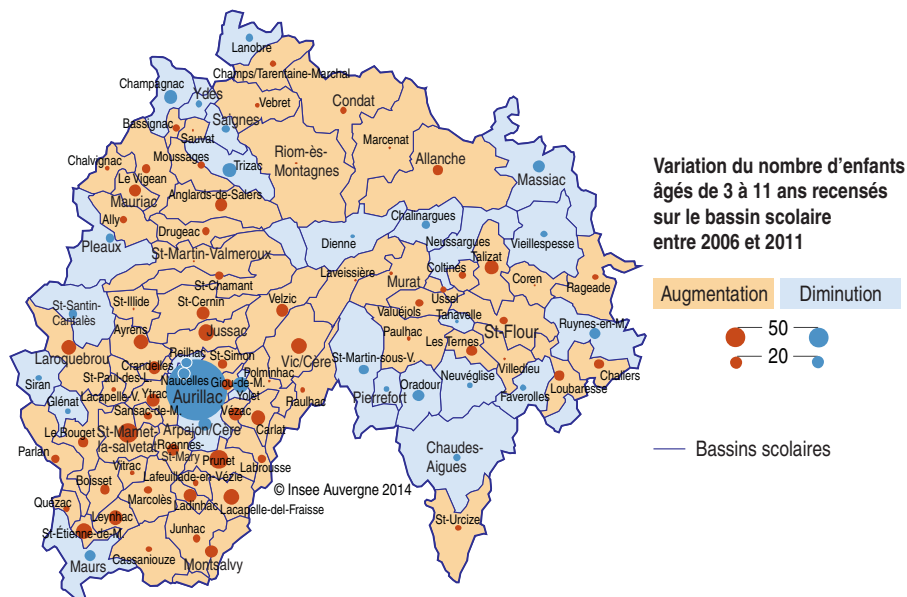 Lanobre
Champs/Tarentaine-Marchal
Champagnac
Ydes
Vebret
Condat
Bassignac
Saignes
Sauvat
Marcenat
Chalvignac
Moussages
Trizac
Riom-ès-
Montagnes
Allanche
Massiac
Le Vigean
Mauriac
Anglards-de-Salers
Ally
Chalinargues
Drugeac
Pleaux
Dienne
Neussargues
Vieillespesse
St-Martin-Valmeroux
Talizat
Laveissière
Coltines
Coren
Rageade
St-Chamant
Murat
St-Santin-
Cantalès
St-Illide
St-Cernin
Velzic
Ussel
Valuéjols
Tanavelle
Ayrens
Jussac
Paulhac
St-Flour
Ruynes-en-M.
Laroquebrou
Reilhac
St-Simon
Vic/Cère
St-Martin-sous-V.
Les Ternes
Crandelles
Villedieu
Challers
Siran
St-Paul des L.
Naucelles
Giou-de-M.
Polminhac
Oradour
Neuvéglise
Loubaresse
Glénat
Lacapelle-V.
Ytrac
Aurillac
Yolet
Raulhac
Pierrefort
Faverolles
Sansac-de-M.
Vézac
Le Rouget
St-Mamet-
la-salvetat
Arpajon/Cère
Carlat
Parlan
Roannes-
St-Mary
Prunet
Labrousse
Chaudes-
Aigues
Vitrac
Lafeuillade-en-Vézie
Boisset
© Insee Auvergne 2014
Quézac
Marcolès
Ladinhac
Lacapelle-del-Fraisse
Leynhac
St-Étienne-de-M.
Junhac
St-Urcize
Maurs
Cassaniouze
Montsalvy
Variation du nombre d'enfants
âgés de 3 à 11 ans recensés
sur le bassin scolaire
entre 2006 et 2011
Augmentation Diminution
50
20
Bassins scolaires